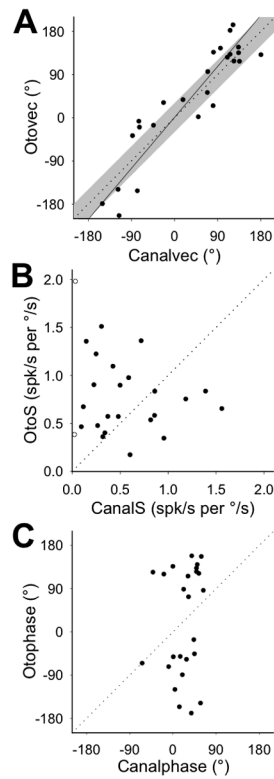 A
180
90
0
-90
-180
Otovec (°)
-180 -90 0 90 180
Canalvec (°)
B
2.0
1.5
1.0
0.5
0.0
OtoS (spk/s per °/s)
0.0 0.5 1.0 1.5 2.0
CanalS (spk/s per °/s)
C
180
90
0
-90
-180
Otophase (°)
-180 -90 0 90 180
Canalphase (°)